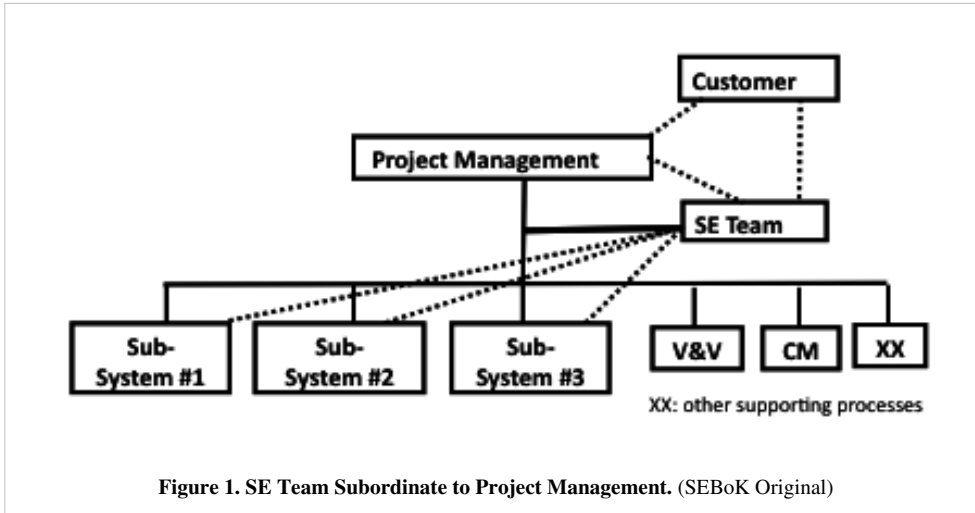 Customer
Project Management
SE Team
Sub-
System #1
Sub-
System #2
Sub-
System #3
V&V
CM
XX
XX: other supporting processes
Figure 1. SE Team Subordinate to Project Management. (SEBoK Original)